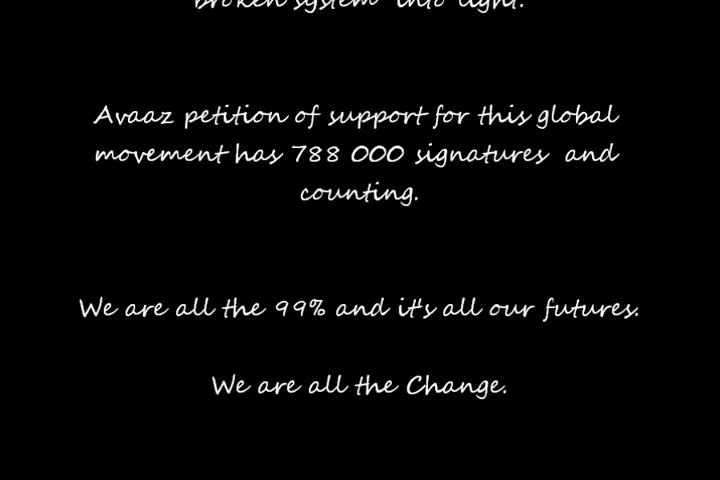 broken system into light.
Avaaz petition of support for this global
movement has 788 000 signatures and
counting.
We are all the 99% and it's all our futures.
We are all the Change.